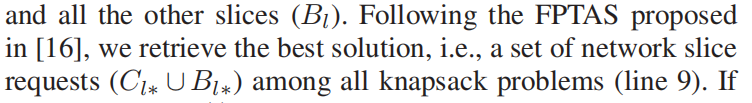 and all the other slices (B_l). Following the FPTAS proposed
in [16], we retrieve the best solution, i.e., a set of network slice
requests (C_{l*} ∪ B_{l*}) among all knapsack problems (line 9). If